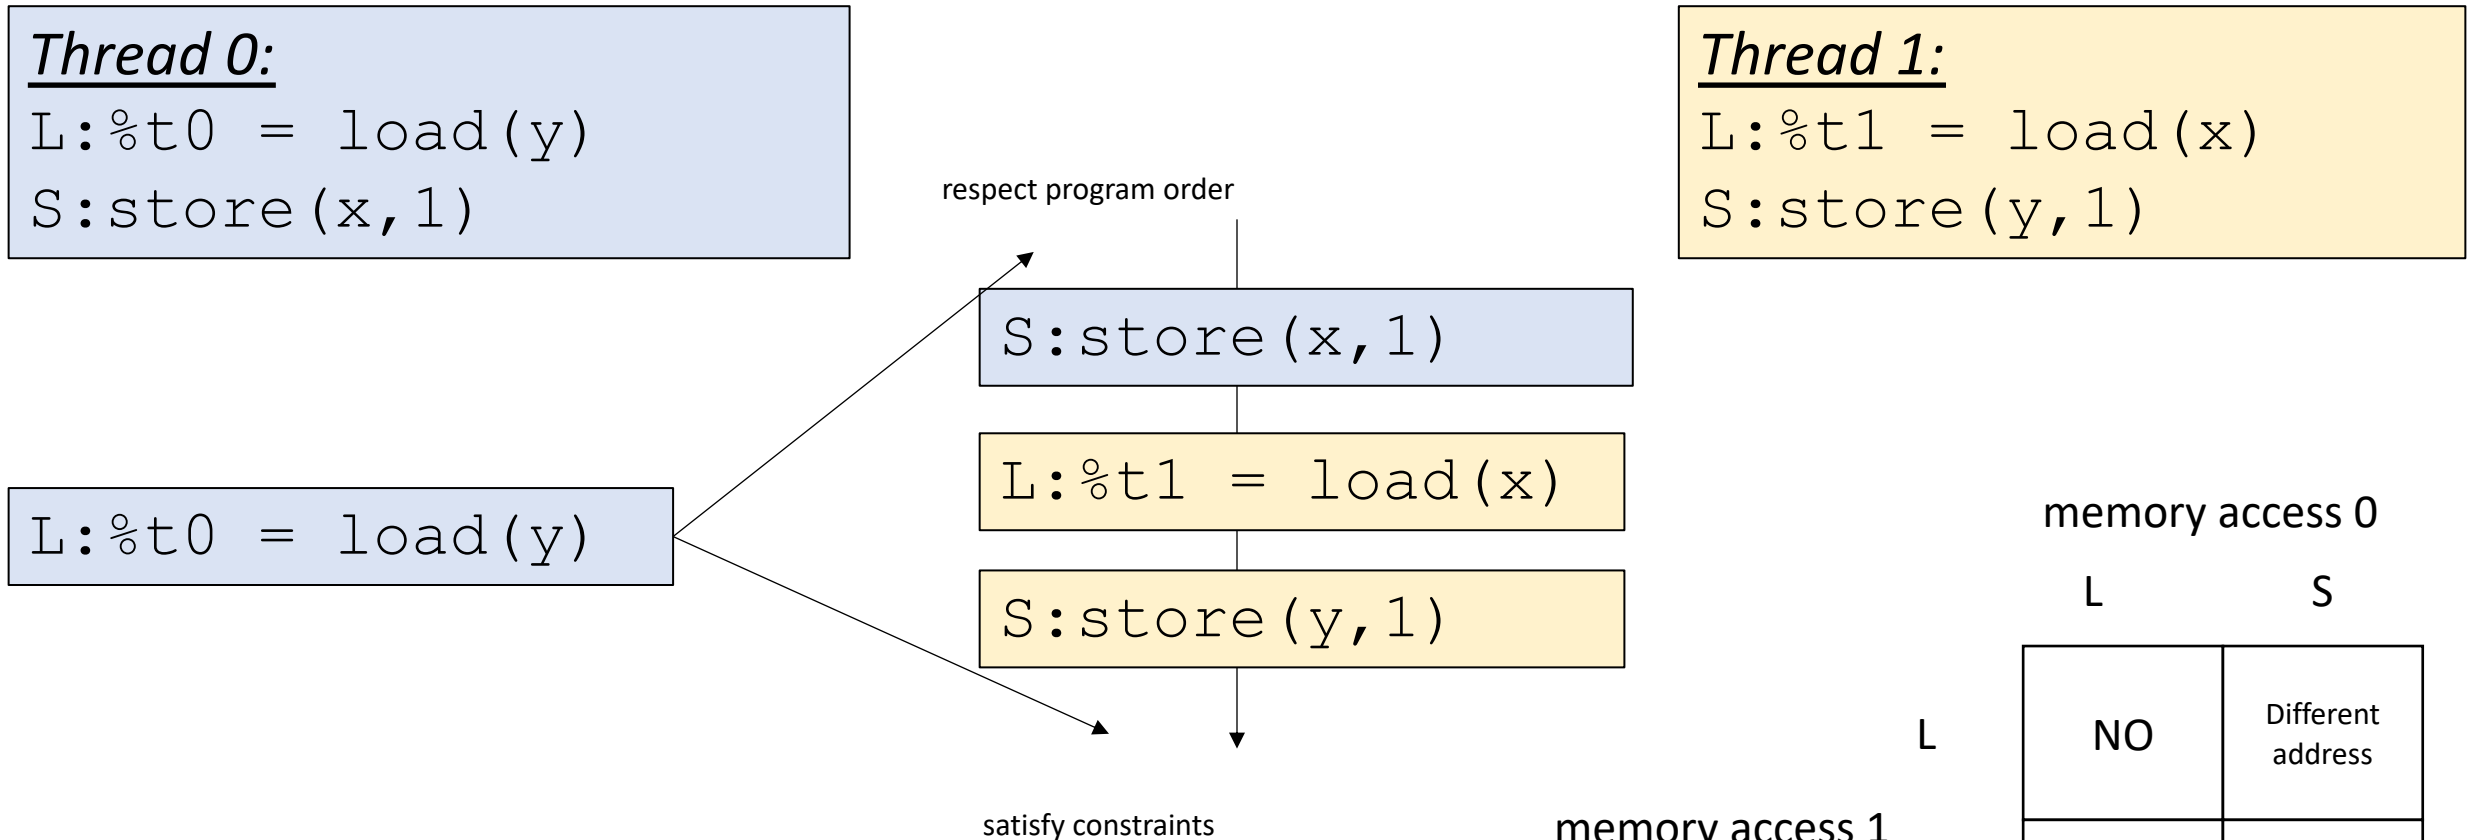 Thread 0:
L:%t0 = load(y)
S:store(x,1)
Thread 1:
L:%t1 = load(x)
S:store(y,1)
respect program order
S:store(x,1)
L:%t1 = load(x)
L:%t0 = load(y)
S:store(y,1)
satisfy constraints
memory access 0
L S
L NO Different
address
memory access 1